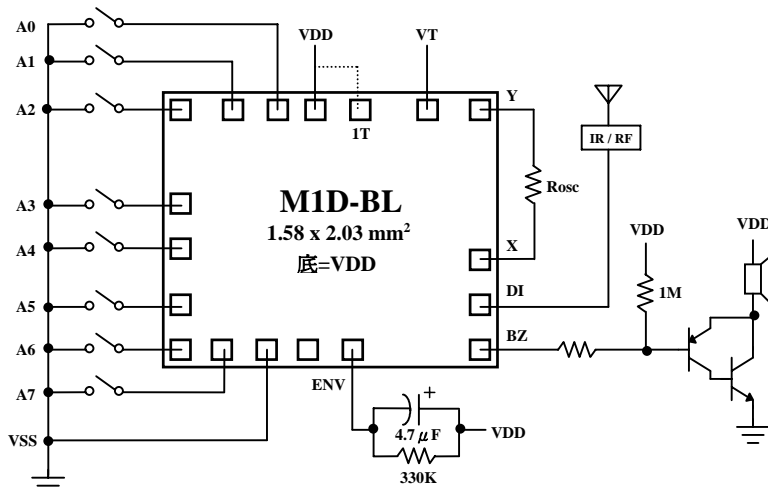 A0
A1
A2
A3
A4
A5
A6
A7
VSS
VDD
VT
1T
Y
IR / RF
Rosc
M1D-BL
1.58 x 2.03 mm²
底=VDD
X
DI
BZ
VDD
1M
VDD
ENV
4.7μF
+
VDD
330K